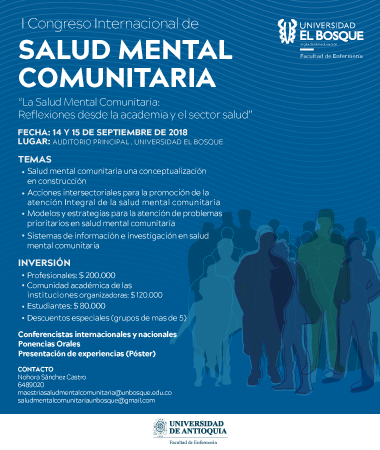 I Congreso Internacional de
SALUD MENTAL
COMUNITARIA
"La Salud Mental Comunitaria:
Reflexiones desde la academia y el sector salud"
FECHA: 14 Y 15 DE SEPTIEMBRE DE 2018
LUGAR: AUDITORIO PRINCIPAL , UNIVERSIDAD EL BOSQUE
UNIVERSIDAD
EL BOSQUE
Facultad de Enfermería
TEMAS
• Salud mental comunitaria una conceptualización
en construcción
• Acciones intersectoriales para la promoción de la
atención Integral de la salud mental comunitaria
• Modelos y estrategias para la atención de problemas
prioritarios en salud mental comunitaria
• Sistemas de información e investigación en salud
mental comunitaria
INVERSIÓN
• Profesionales: $ 200.000
• Comunidad académica de las
instituciones organizadoras: $ 120.000
• Estudiantes: $ 80.000
• Descuentos especiales (grupos de mas de 5)
Conferencistas internacionales y nacionales
Ponencias Orales
Presentación de experiencias (Póster)
CONTACTO
Nohora Sánchez Castro
6489020
maestriasaludmentalcomunitaria@unbosque.edu.co
saludmentalcomunitariaunbosque@gmail.com
UNIVERSIDAD
DE ANTIOQUIA
Facultad de Enfermería